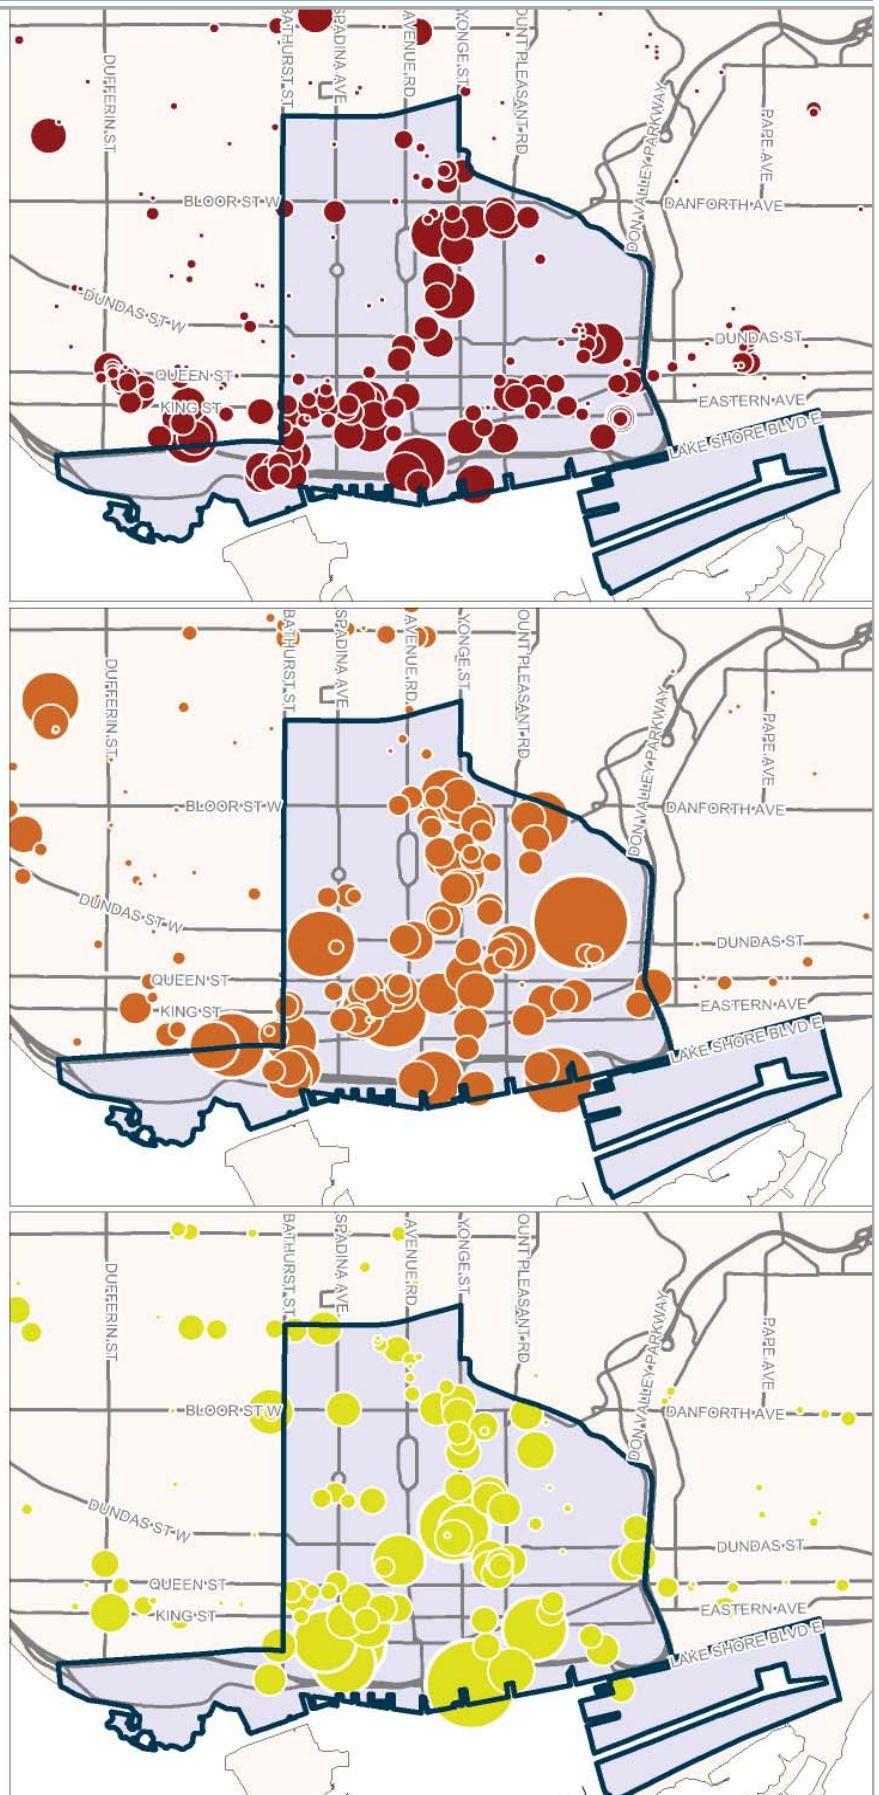 BATHURST ST
SPADINA AVE
AVENUE RD
YONGE ST
OUNT PLEASANT RD
DUFFERIN ST
DON VALLEY PARKWAY
PAPE AVE
BLOOR ST W
DANFORTH AVE
DUNDAS ST W
DUNDAS ST
QUEEN ST
KING ST
EASTERN AVE
LAKE SHORE BLVD E
BATHURST ST
SPADINA AVE
AVENUE RD
YONGE ST
OUNT PLEASANT RD
DUFFERIN ST
DON VALLEY PARKWAY
PAPE AVE
BLOOR ST W
DANFORTH AVE
DUNDAS ST W
DUNDAS ST
QUEEN ST
KING ST
EASTERN AVE
LAKE SHORE BLVD E
BATHURST ST
SPADINA AVE
AVENUE RD
YONGE ST
OUNT PLEASANT RD
DUFFERIN ST
DON VALLEY PARKWAY
PAPE AVE
BLOOR ST W
DANFORTH AVE
DUNDAS ST W
DUNDAS ST
QUEEN ST
KING ST
EASTERN AVE
LAKE SHORE BLVD E